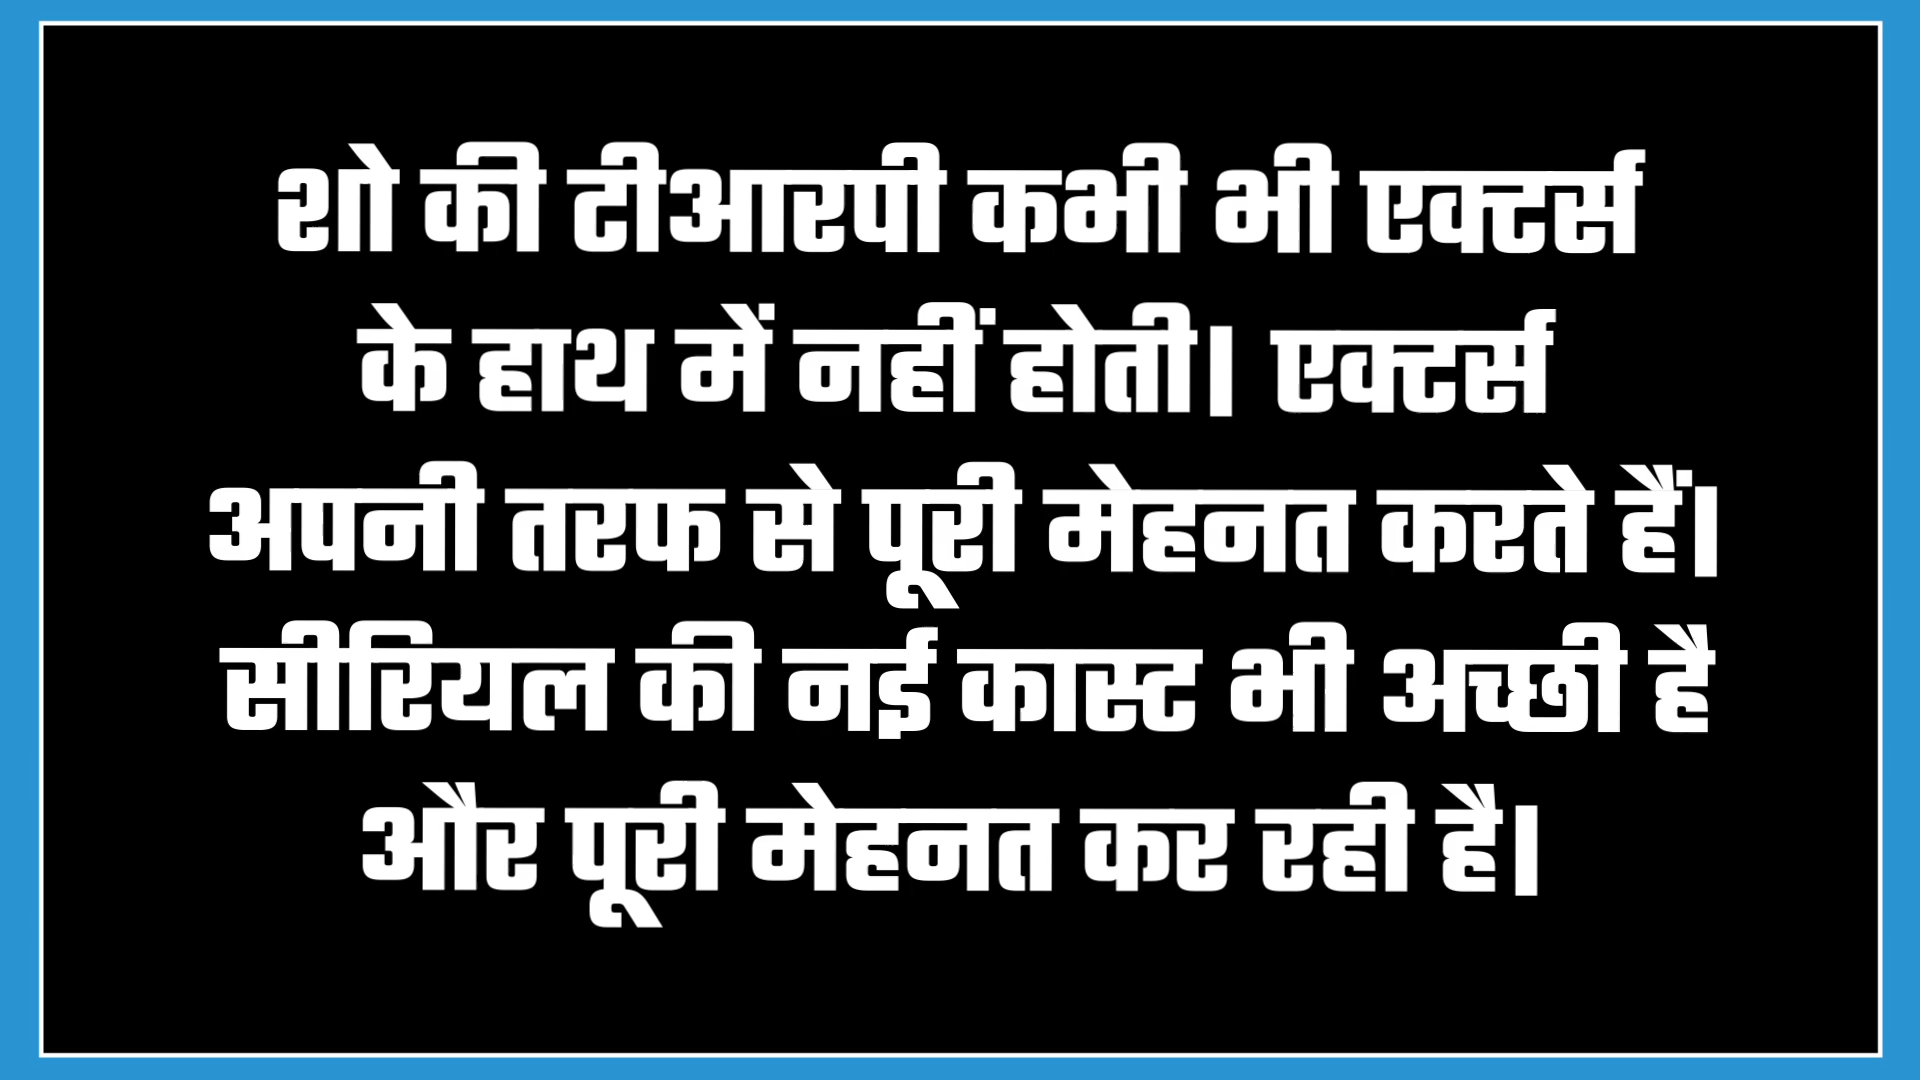 शो की टीआरपी कभी भी एक्टर्स
के हाथ में नहीं होती। एक्टर्स
अपनी तरफ से पूरी मेहनत करते हैं।
सीरियल की नई कास्ट भी अच्छी है
और पूरी मेहनत कर रही है।